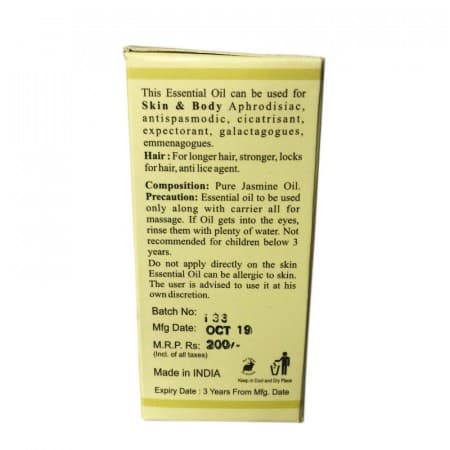 This Essential Oil can be used for
Skin & Body Aphrodisiac,
antispasmodic, cicatrisant,
expectorant, galactagogues,
emmenagogues.
Hair : For longer hair, stronger, locks
for hair, anti lice agent.
Composition: Pure Jasmine Oil.
Precaution: Essential oil to be used
only along with carrier all for
massage. If Oil gets into the eyes,
rinse them with plenty of water. Not
recommended for children below 3
years.
Do not apply directly on the skin
Essential Oil can be allergic to skin.
The user is advised to use it at his
own discretion.
Batch No:
Mfg Date: OCT 19
M.R.P. Rs: 200/-
(Incl. of all taxes)
Made in INDIA
Keep in Cool and Dry Place
Expiry Date : 3 Years From Mfg. Date